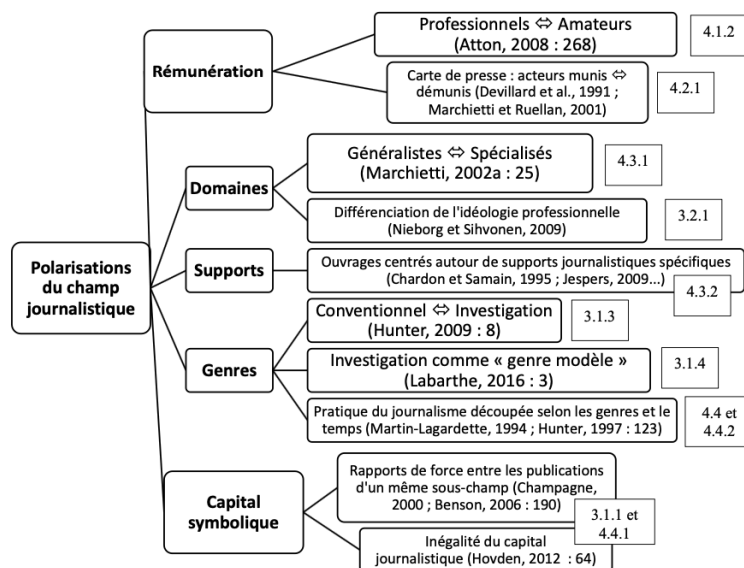 Polarisations
du champ
journalistique
Rémunération
Professionnels ⇔ Amateurs
(Atton, 2008 : 268)
4.1.2
Carte de presse : acteurs munis ⇔
démunis (Devillard et al., 1991 ;
Marchietti et Ruellan, 2001)
4.2.1
Domaines
Généralistes ⇔ Spécialisés
(Marchietti, 2002a : 25)
4.3.1
Différenciation de l'idéologie professionnelle
(Nieborg et Sihvonen, 2009)
3.2.1
Supports
Ouvrages centrés autour de supports journalistiques spécifiques
(Chardon et Samain, 1995 ; Jespers, 2009...)
4.3.2
Genres
Conventionnel ⇔ Investigation
(Hunter, 2009 : 8)
3.1.3
Investigation comme « genre modèle »
(Labarthe, 2016 : 3)
3.1.4
Pratique du journalisme découpée selon les genres et le
temps (Martin-Lagardette, 1994 ; Hunter, 1997 : 123)
4.4 et
4.4.2
Capital
symbolique
Rapports de force entre les publications
d'un même sous-champ (Champagne,
2000 ; Benson, 2006 : 190)
3.1.1 et
4.4.1
Inégalité du capital
journalistique (Hovden, 2012 : 64)